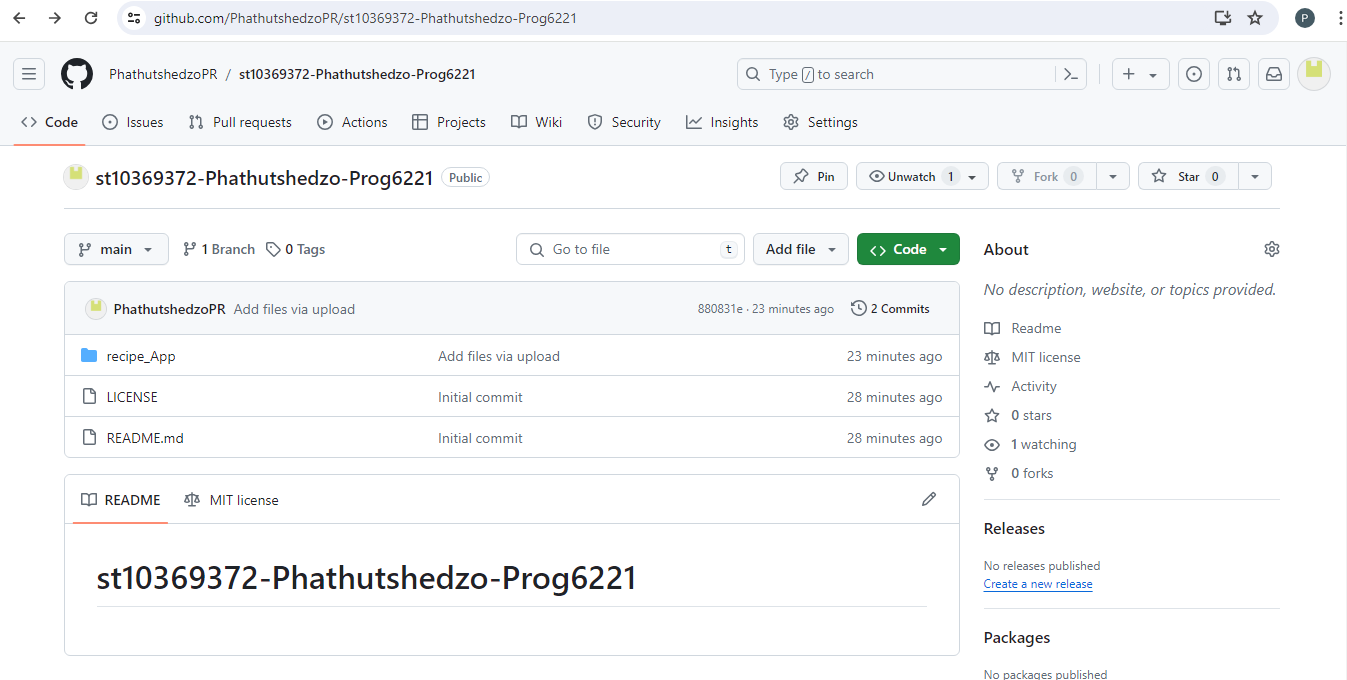 github.com/PhathutshedzoPR/st10369372-Phathutshedzo-Prog6221
P
PhathutshedzoPR / st10369372-Phathutshedzo-Prog6221
Type / to search
Code Issues Pull requests Actions Projects Wiki Security Insights Settings
st10369372-Phathutshedzo-Prog6221 Public
Pin Unwatch 1 Fork 0 Star 0
main 1 Branch 0 Tags
Go to file t Add file <> Code
PhathutshedzoPR Add files via upload 880831e · 23 minutes ago 2 Commits
recipe_App Add files via upload 23 minutes ago
LICENSE Initial commit 28 minutes ago
README.md Initial commit 28 minutes ago
README MIT license
st10369372-Phathutshedzo-Prog6221
About
No description, website, or topics provided.
Readme
MIT license
Activity
0 stars
1 watching
0 forks
Releases
No releases published
Create a new release
Packages
No packages published